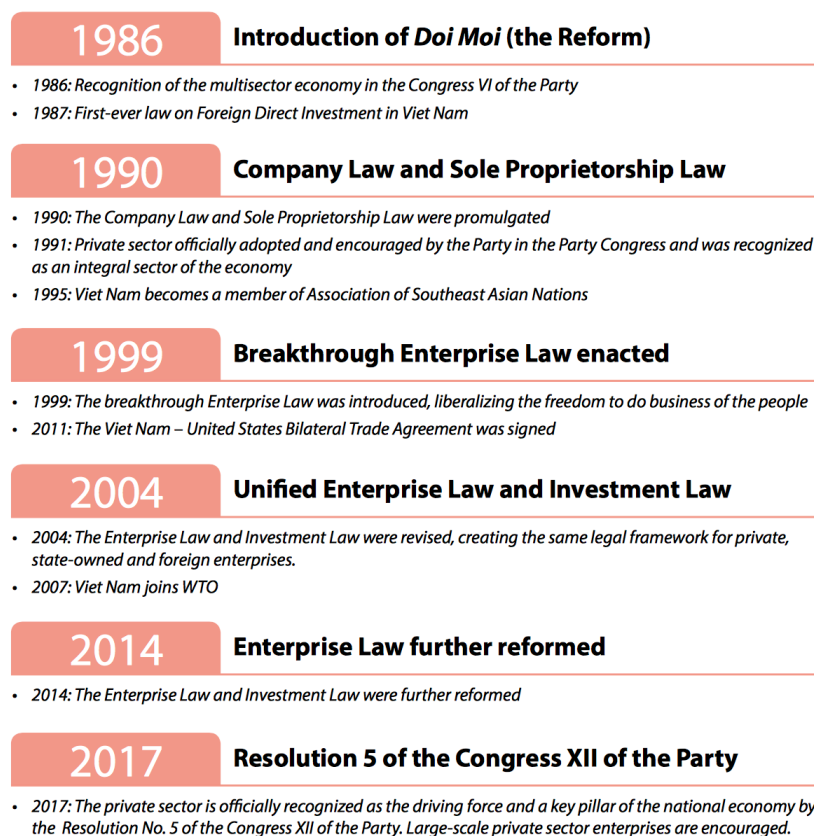 1986
Introduction of Doi Moi (the Reform)
• 1986: Recognition of the multisector economy in the Congress VI of the Party
• 1987: First-ever law on Foreign Direct Investment in Viet Nam
1990
Company Law and Sole Proprietorship Law
• 1990: The Company Law and Sole Proprietorship Law were promulgated
• 1991: Private sector officially adopted and encouraged by the Party in the Party Congress and was recognized
as an integral sector of the economy
• 1995: Viet Nam becomes a member of Association of Southeast Asian Nations
1999
Breakthrough Enterprise Law enacted
• 1999: The breakthrough Enterprise Law was introduced, liberalizing the freedom to do business of the people
• 2011: The Viet Nam – United States Bilateral Trade Agreement was signed
2004
Unified Enterprise Law and Investment Law
• 2004: The Enterprise Law and Investment Law were revised, creating the same legal framework for private,
state-owned and foreign enterprises.
• 2007: Viet Nam joins WTO
2014
Enterprise Law further reformed
• 2014: The Enterprise Law and Investment Law were further reformed
2017
Resolution 5 of the Congress XII of the Party
• 2017: The private sector is officially recognized as the driving force and a key pillar of the national economy by
the Resolution No. 5 of the Congress XII of the Party. Large-scale private sector enterprises are encouraged.